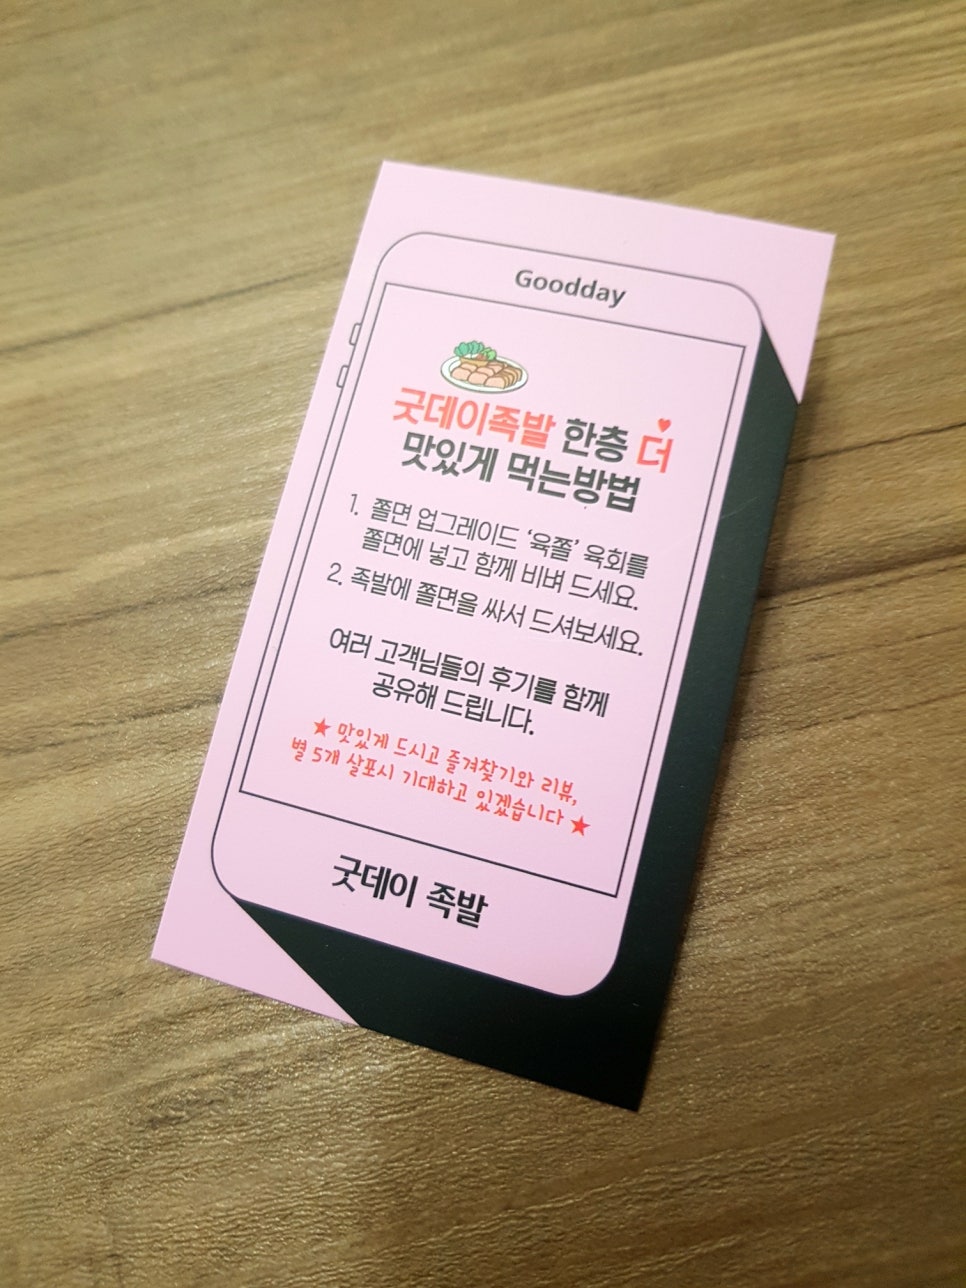 Goodday
굿데이족발 한층 더
맛있게 먹는방법
1. 쫄면 업그레이드 '육쫄' 육회를
쫄면에 넣고 함께 비벼 드세요.
2. 족발에 쫄면을 싸서 드셔보세요.
여러 고객님들의 후기를 함께
공유해 드립니다.
★ 맛있게 드시고 즐겨찾기와 리뷰,
별 5개 살포시 기대하고 있겠습니다 ★
굿데이 족발